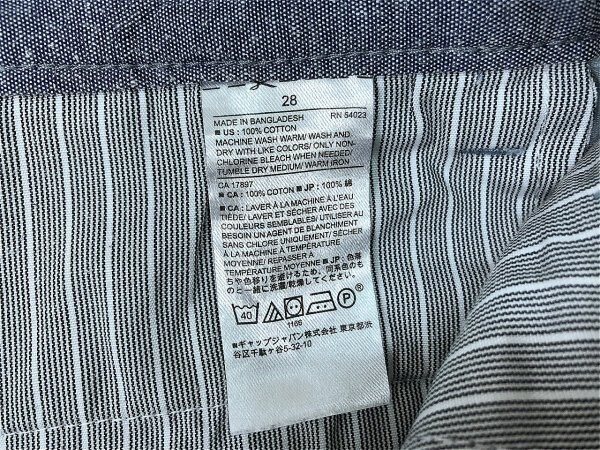 28
MADE IN BANGLADESH RN 54023
■ US : 100% COTTON
MACHINE WASH WARM/ WASH AND
DRY WITH LIKE COLORS/ ONLY NON-
CHLORINE BLEACH WHEN NEEDED/
TUMBLE DRY MEDIUM/ WARM IRON
CA 17897
■ CA : 100% COTON ■ JP : 100% 綿
■ CA : LAVER À LA MACHINE À L'EAU
TIÈDE/ LAVER ET SÉCHER AVEC DES
COULEURS SEMBLABLES/ UTILISER AU
BESOIN UN AGENT DE BLANCHIMENT
SANS CHLORE UNIQUEMENT/ SÉCHER
À LA MACHINE À TEMPÉRATURE
MOYENNE/ REPASSER À
TEMPÉRATURE MOYENNE ■ JP : 色落
ちや色移りを避けるため、同系色のも
のと一緒に洗濯/乾燥してください。
40 P
1169
■ギャップジャパン株式会社 東京都渋
谷区千駄ヶ谷5-32-10